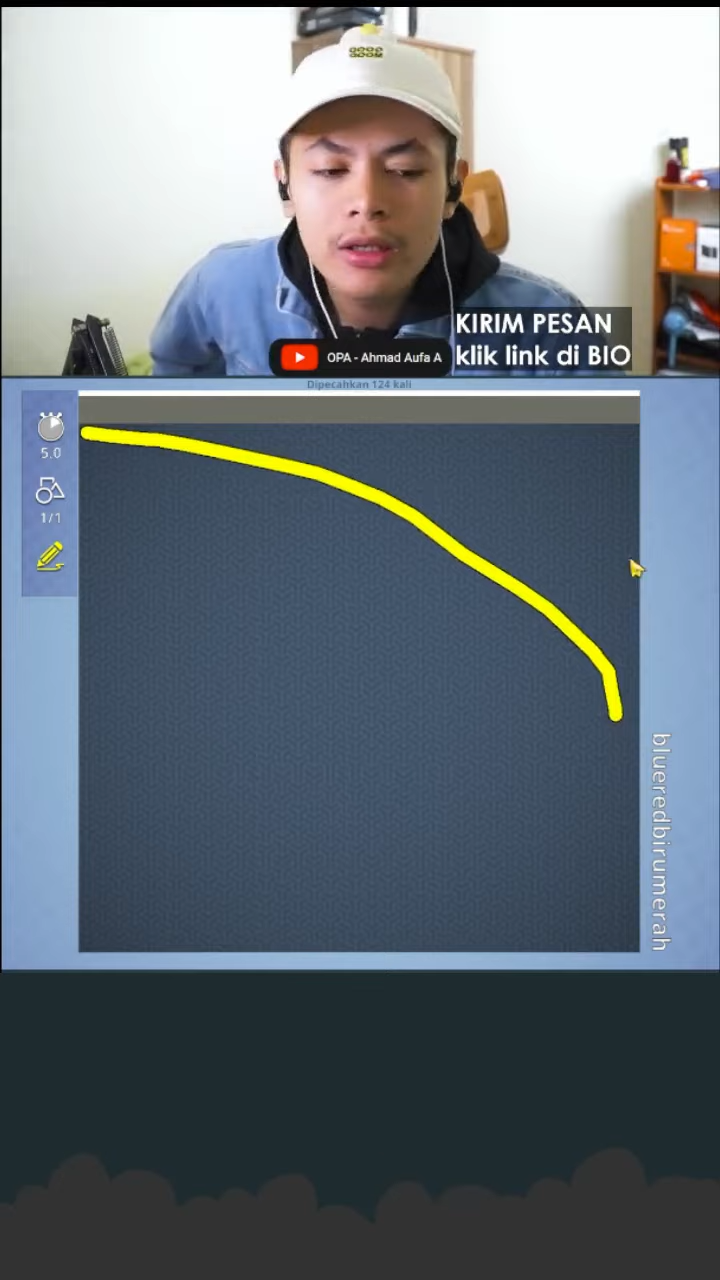 KIRIM PESAN
klik link di BIO
OPA - Ahmad Aufa A
Dipecahkan 124 kali
5.0
1/1
blueredbirumerah